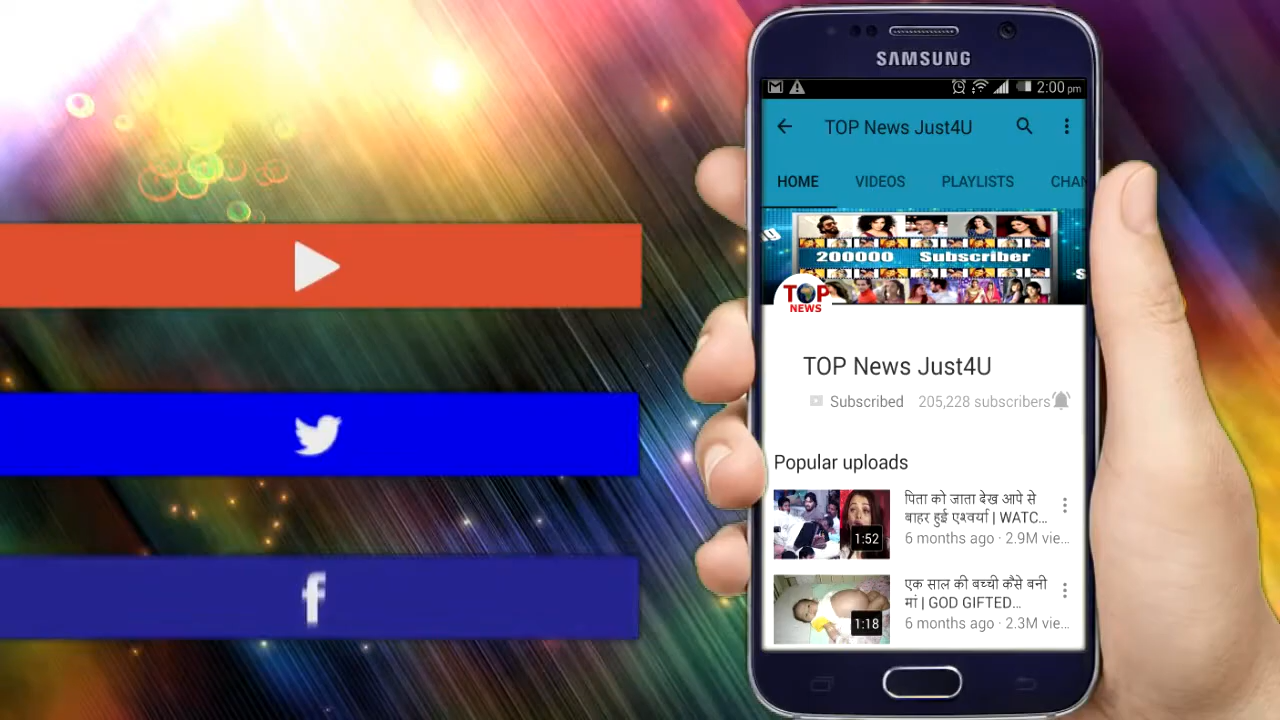 SAMSUNG
2:00 pm
TOP News Just4U
HOME VIDEOS PLAYLISTS CHAN
200000 Subscriber
TOP
NEWS
TOP News Just4U
Subscribed 205,228 subscribers
Popular uploads
पिता को जाता देख आपे से
बाहर हुई एश्वर्या | WATC...
6 months ago · 2.9M vie...
1:52
एक साल की बच्ची कैसे बनी
मां | GOD GIFTED...
6 months ago · 2.3M vie...
1:18